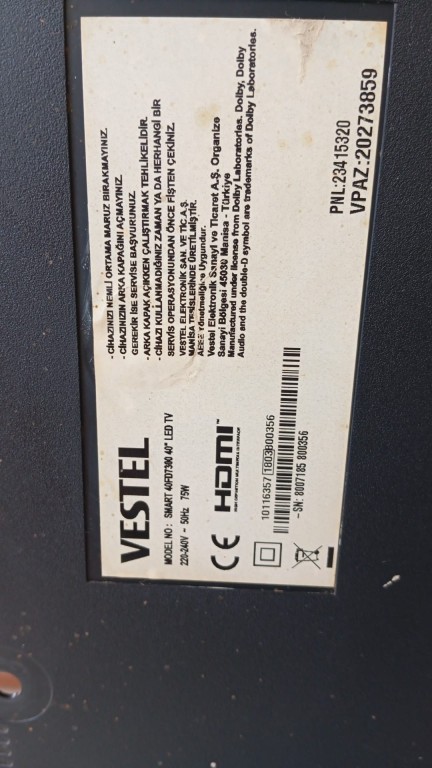 VESTEL
MODEL NO : SMART 40FD7300 40" LED TV
220-240V ~ 50Hz 75W
HDMI™
HIGH-DEFINITION MULTIMEDIA INTERFACE
10116357 1803 800356
-SN: 8007185 800356
- CİHAZINIZI NEMLİ ORTAMA MARUZ BIRAKMAYINIZ.
- CİHAZINIZIN ARKA KAPAĞINI AÇMAYINIZ.
GEREKİR İSE SERVİSE BAŞVURUNUZ.
- ARKA KAPAK AÇIKKEN ÇALIŞTIRMAK TEHLİKELİDİR.
- CİHAZI KULLANMADIĞINIZ ZAMAN YA DA HERHANGİ BİR
SERVİS OPERASYONUNDAN ÖNCE FİŞTEN ÇEKİNİZ.
VESTEL ELEKTRONİK SAN. VE TİC A.Ş.
MANİSA TESİSLERİNDE ÜRETİLMİŞTİR.
AEEE Yönetmeliğine Uygundur.
Vestel Elektronik Sanayi ve Ticaret A.Ş. Organize
Sanayi Bölgesi 45030 Manisa - Türkiye
Manufactured under license from Dolby Laboratories. Dolby, Dolby
Audio and the double-D symbol are trademarks of Dolby Laboratories.
PNL:23415320
VPAZ:20273859